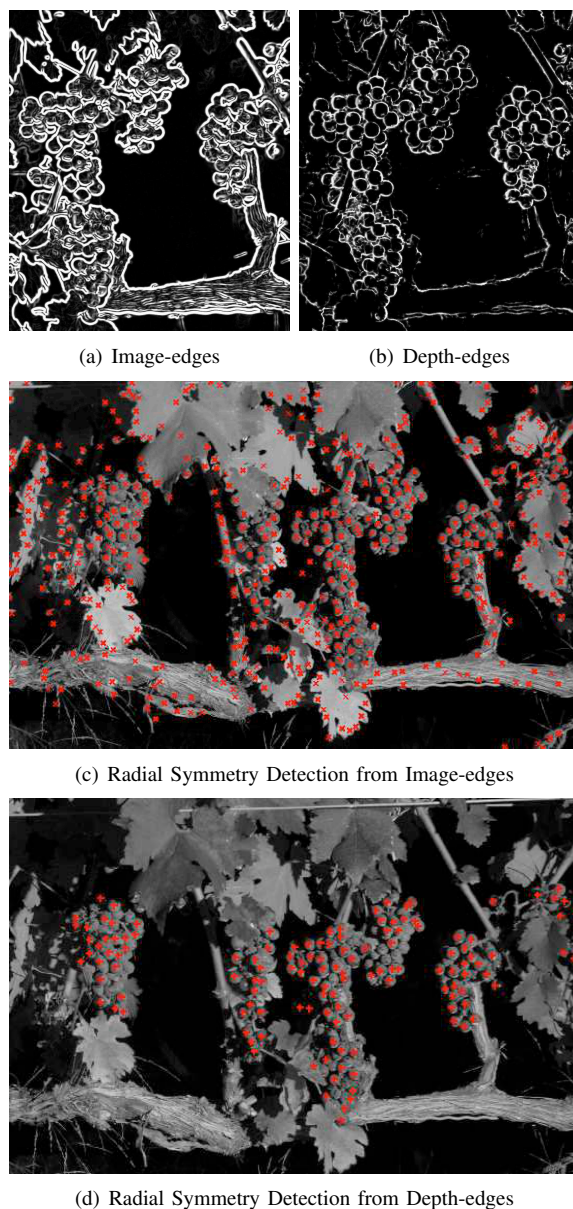 (a) Image-edges
(b) Depth-edges
(c) Radial Symmetry Detection from Image-edges
(d) Radial Symmetry Detection from Depth-edges